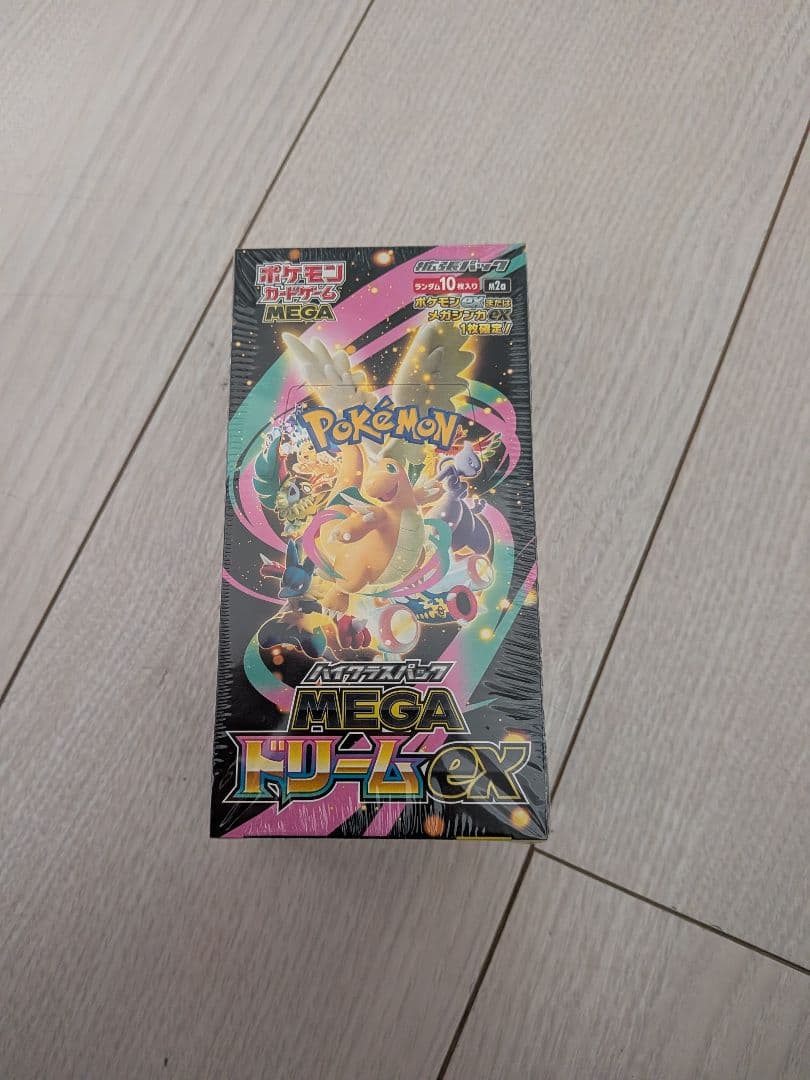 ポケモン
カードゲーム
MEGA
拡張パック
ランダム10枚入り
M2a
ポケモンexまたは
メガシンカex
1枚確定!
POKéMON
ハイクラスパック
MEGA
ドリームex